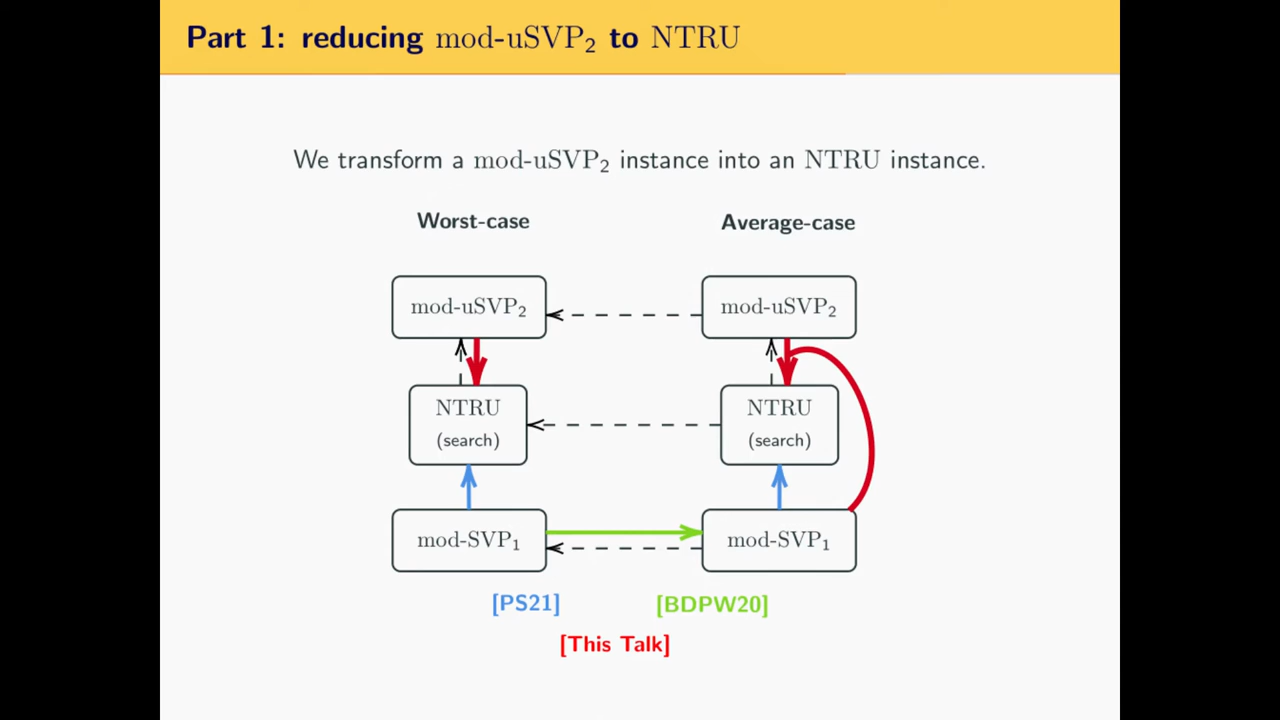 Part 1: reducing mod-uSVP₂ to NTRU
We transform a mod-uSVP₂ instance into an NTRU instance.
Worst-case Average-case
mod-uSVP₂ mod-uSVP₂
NTRU NTRU
(search) (search)
mod-SVP₁ mod-SVP₁
[PS21] [BDPW20]
[This Talk]